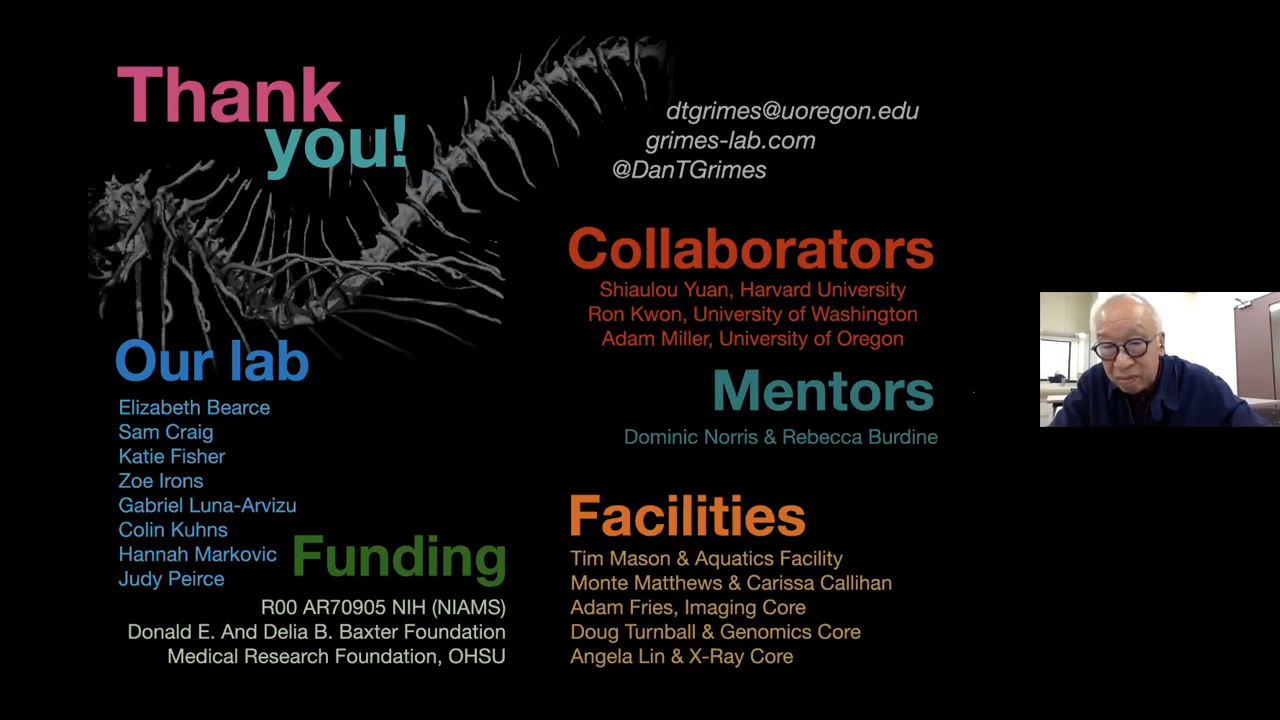 Thank
you!
dtgrimes@uoregon.edu
grimes-lab.com
@DanTGrimes
Collaborators
Shiaulou Yuan, Harvard University
Ron Kwon, University of Washington
Adam Miller, University of Oregon
Mentors
Dominic Norris & Rebecca Burdine
Our lab
Elizabeth Bearce
Sam Craig
Katie Fisher
Zoe Irons
Gabriel Luna-Arvizu
Colin Kuhns
Hannah Markovic
Judy Peirce
Funding
R00 AR70905 NIH (NIAMS)
Donald E. And Delia B. Baxter Foundation
Medical Research Foundation, OHSU
Facilities
Tim Mason & Aquatics Facility
Monte Matthews & Carissa Callihan
Adam Fries, Imaging Core
Doug Turnball & Genomics Core
Angela Lin & X-Ray Core